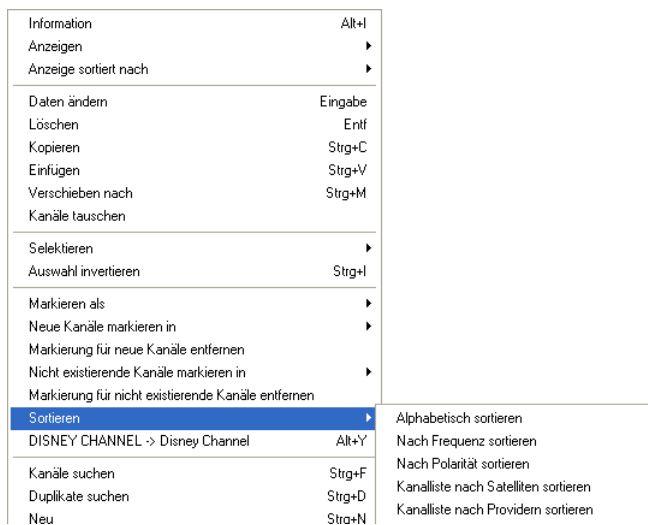 Information Alt+I
Anzeigen
Anzeige sortiert nach
Daten ändern Eingabe
Löschen Entf
Kopieren Strg+C
Einfügen Strg+V
Verschieben nach Strg+M
Kanäle tauschen
Selektieren
Auswahl invertieren Strg+I
Markieren als
Neue Kanäle markieren in
Markierung für neue Kanäle entfernen
Nicht existierende Kanäle markieren in
Markierung für nicht existierende Kanäle entfernen
Sortieren
DISNEY CHANNEL -> Disney Channel Alt+Y
Kanäle suchen Strg+F
Duplikate suchen Strg+D
Neu Strg+N
Alphabetisch sortieren
Nach Frequenz sortieren
Nach Polarität sortieren
Kanalliste nach Satelliten sortieren
Kanalliste nach Providern sortieren